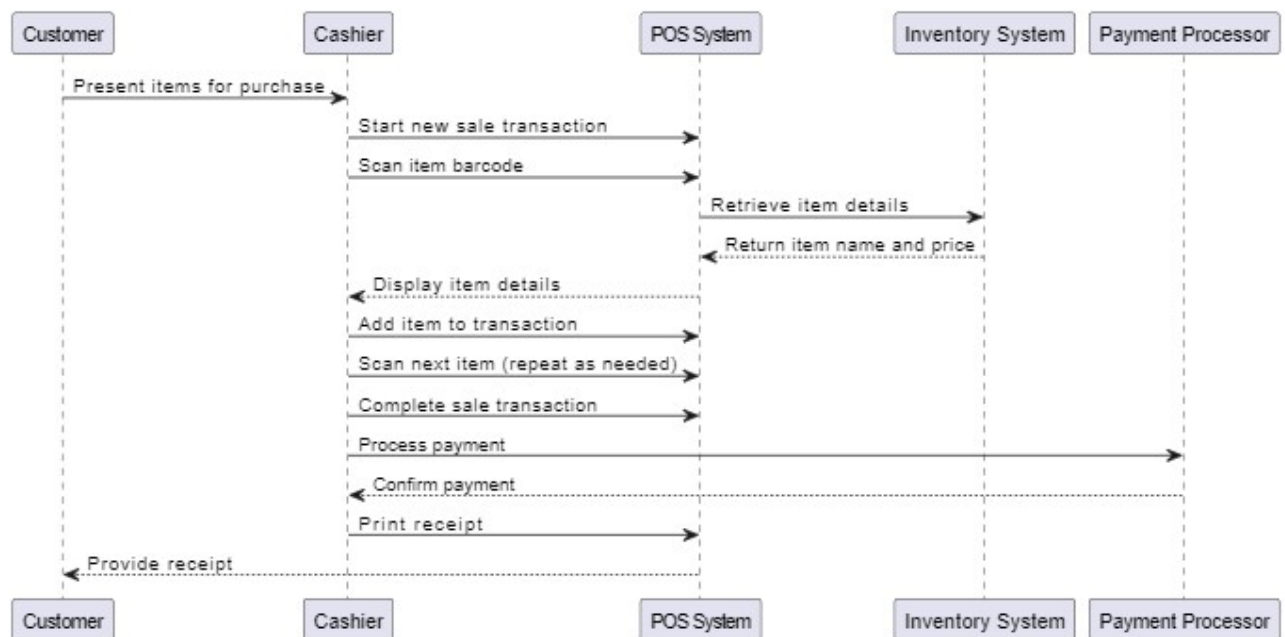 Customer Cashier POS System Inventory System Payment Processor
Present items for purchase
Start new sale transaction
Scan item barcode
Retrieve item details
Return item name and price
Display item details
Add item to transaction
Scan next item (repeat as needed)
Complete sale transaction
Process payment
Confirm payment
Print receipt
Provide receipt
Customer Cashier POS System Inventory System Payment Processor